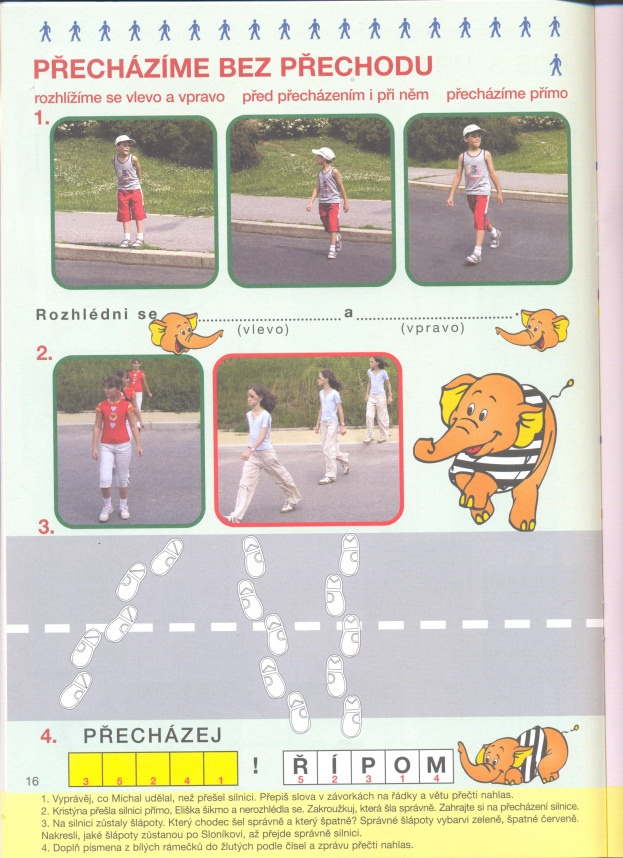 PŘECHÁZÍME BEZ PŘECHODU
rozhlížíme se vlevo a vpravo před přecházením i při něm přecházíme přímo
1.
Rozhlédni se ........................ a ........................ .
(vlevo) (vpravo)
2.
3.
4. PŘECHÁZEJ
! Ř Í P O M
3 5 2 4 1 5 2 3 1 4
16
1. Vyprávěj, co Michal udělal, než přešel silnici. Přepiš slova v závorkách na řádky a větu přečti nahlas.
2. Kristýna přešla silnici přímo, Eliška šikmo a nerozhlédla se. Zakroužkuj, která šla správně. Zahrajte si na přecházení silnice.
3. Na silnici zůstaly šlápoty. Který chodec šel správně a který špatně? Správné šlápoty vybarvi zeleně, špatné červeně.
Nakresli, jaké šlápoty zůstanou po Sloníkovi, až přejde správně silnici.
4. Doplň písmena z bílých rámečků do žlutých podle čísel a zprávu přečti nahlas.